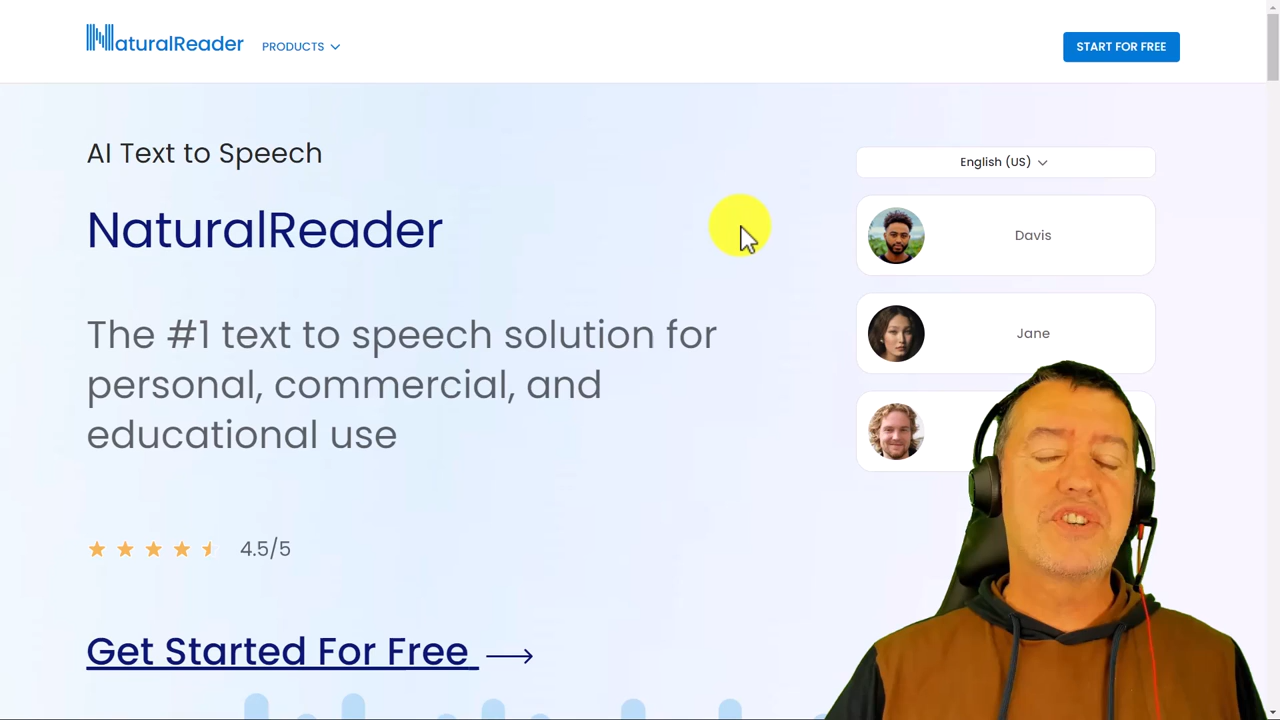 NaturalReader
PRODUCTS
START FOR FREE
AI Text to Speech
English (US)
NaturalReader
Davis
The #1 text to speech solution for
personal, commercial, and
educational use
Jane
4.5/5
Get Started For Free